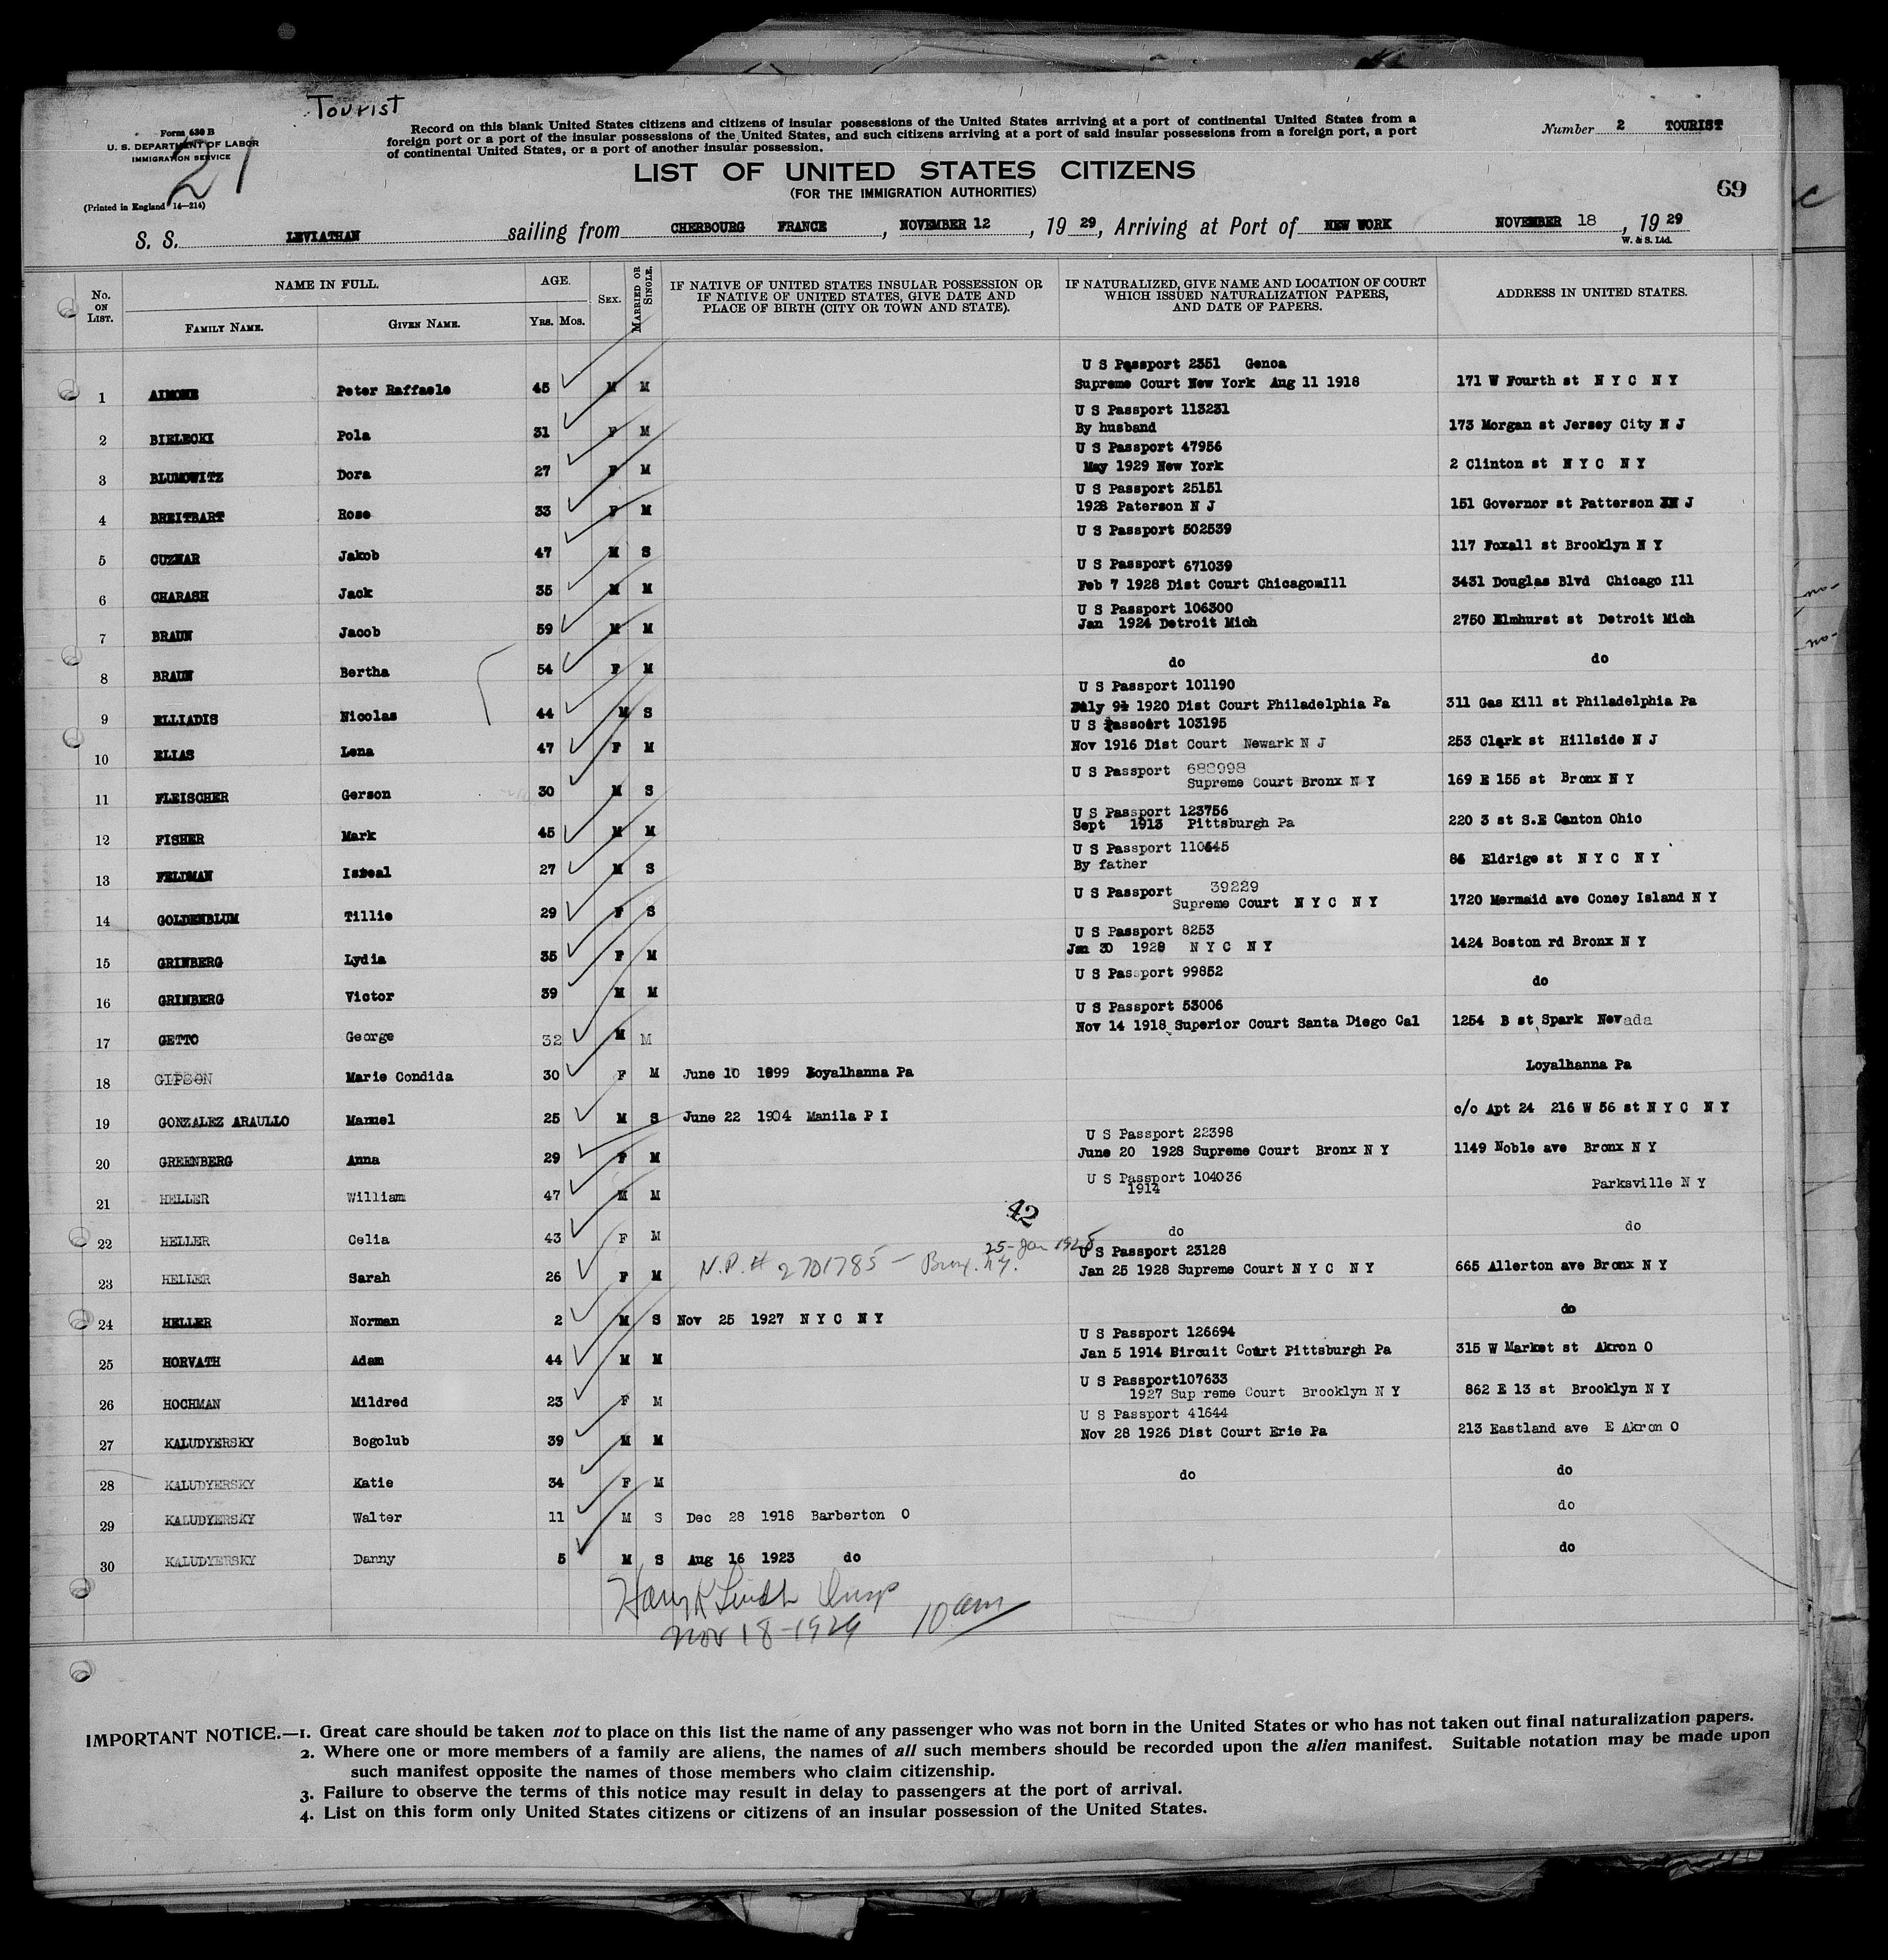 Tourist
Form 630 B
U. S. DEPARTMENT OF LABOR
IMMIGRATION SERVICE
21
(Printed in England 14—214)
Record on this blank United States citizens and citizens of insular possessions of the United States arriving at a port of continental United States from a
foreign port or a port of the insular possessions of the United States, and such citizens arriving at a port of said insular possessions from a foreign port, a port
of continental United States, or a port of another insular possession.
Number 2 TOURIST
LIST OF UNITED STATES CITIZENS
(FOR THE IMMIGRATION AUTHORITIES)
69
S. S. LEVIATHAN sailing from CHERBOURG FRANCE, NOVEMBER 12, 1929, Arriving at Port of NEW WORK NOVEMBER 18, 1929
W. & S. Ltd.
No. ON LIST. NAME IN FULL. AGE. SEX. MARRIED OR SINGLE. IF NATIVE OF UNITED STATES INSULAR POSSESSION OR IF NATIVE OF UNITED STATES, GIVE DATE AND PLACE OF BIRTH (CITY OR TOWN AND STATE). IF NATURALIZED, GIVE NAME AND LOCATION OF COURT WHICH ISSUED NATURALIZATION PAPERS, AND DATE OF PAPERS. ADDRESS IN UNITED STATES.
FAMILY NAME. GIVEN NAME. YRS. MOS.
U S Passport 2351 Genoa
1 AIMONE Peter Raffaele 45 M M Supreme Court New York Aug 11 1918 171 W Fourth st N Y C N Y
U S Passport 113231
2 BIELECKI Pola 31 F M By husband 173 Morgan st Jersey City N J
U S Passport 47956
3 BLUMOWITZ Dora 27 F M May 1929 New York 2 Clinton st N Y C N Y
U S Passport 25151
4 BREITBART Rose 33 F M 1928 Paterson N J 151 Governor st Patterson N J
U S Passport 502539
5 CUZNAR Jakob 47 M S 117 Foxall st Brooklyn N Y
U S Passport 671039
6 CHARASH Jack 35 M M Feb 7 1928 Dist Court Chicago Ill 3431 Douglas Blvd Chicago Ill
U S Passport 106300
7 BRAUN Jacob 59 M M Jan 1924 Detroit Mich 2750 Elmhurst st Detroit Mich
8 BRAUN Bertha 54 F M do do
U S Passport 101190
9 ELLIADIS Nicolas 44 M S 1920 Dist Court Philadelphia Pa 311 Gas Kill st Philadelphia Pa
U S Passoort 103195
10 ELIAS Lena 47 F M Nov 1916 Dist Court Newark N J 253 Clark st Hillside N J
U S Passport 688998
11 FLEISCHER Gerson 30 M S Supreme Court Bronx N Y 169 E 155 st Bronx N Y
U S Passport 123756
12 FISHER Mark 45 M M Sept 1913 Pittsburgh Pa 220 3 st S.E Canton Ohio
U S Passport 110645
13 FELDMAN Isreal 27 M S By father 86 Eldrige st N Y C N Y
U S Passport 39229
14 GOLDENBLUM Tillie 29 F S Supreme Court N Y C N Y 1720 Mermaid ave Coney Island N Y
U S Passport 8253
15 GRINBERG Lydia 35 F M Jan 30 1928 N Y C N Y 1424 Boston rd Bronx N Y
U S Passport 99852
16 GRINBERG Victor 39 M M do
U S Passport 53006
17 GETTO George 32 M M Nov 14 1918 Superior Court Santa Diego Cal 1254 B st Spark Nevada
18 GIPSON Marie Condida 30 F M June 10 1899 Loyalhanna Pa Loyalhanna Pa
19 GONZALEZ ARAULLO Manuel 25 M S June 22 1904 Manila P I c/o Apt 24 216 W 56 st N Y C N Y
U S Passport 22398
20 GREENBERG Anna 29 F M June 20 1928 Supreme Court Bronx N Y 1149 Noble ave Bronx N Y
U S Passport 104036
21 HELLER William 47 M M 1914 Parksville N Y
42
22 HELLER Celia 43 F M do do
25-Jan 1928
U S Passport 23128
23 HELLER Sarah 26 F M N.P. # 2701785 – Bronx. N.Y. Jan 25 1928 Supreme Court N Y C N Y 665 Allerton ave Bronx N Y
24 HELLER Norman 2 M S Nov 25 1927 N Y C N Y do
U S Passport 126694
25 HORVATH Adam 44 M M Jan 5 1914 Bircuit Court Pittsburgh Pa 315 W Market st Akron O
U S Passport107633
26 HOCHMAN Mildred 23 F M 1927 Sup reme Court Brooklyn N Y 862 E 13 st Brooklyn N Y
U S Passport 41644
27 KALUDYERSKY Bogolub 39 M M Nov 28 1926 Dist Court Erie Pa 213 Eastland ave E Akron O
28 KALUDYERSKY Katie 34 F M do do
29 KALUDYERSKY Walter 11 M S Dec 28 1918 Barberton O do
30 KALUDYERSKY Danny 5 M S Aug 16 1923 do do
Harry K Insp
Nov 18-1929 10 am
IMPORTANT NOTICE.—1. Great care should be taken not to place on this list the name of any passenger who was not born in the United States or who has not taken out final naturalization papers.
2. Where one or more members of a family are aliens, the names of all such members should be recorded upon the alien manifest. Suitable notation may be made upon
such manifest opposite the names of those members who claim citizenship.
3. Failure to observe the terms of this notice may result in delay to passengers at the port of arrival.
4. List on this form only United States citizens or citizens of an insular possession of the United States.